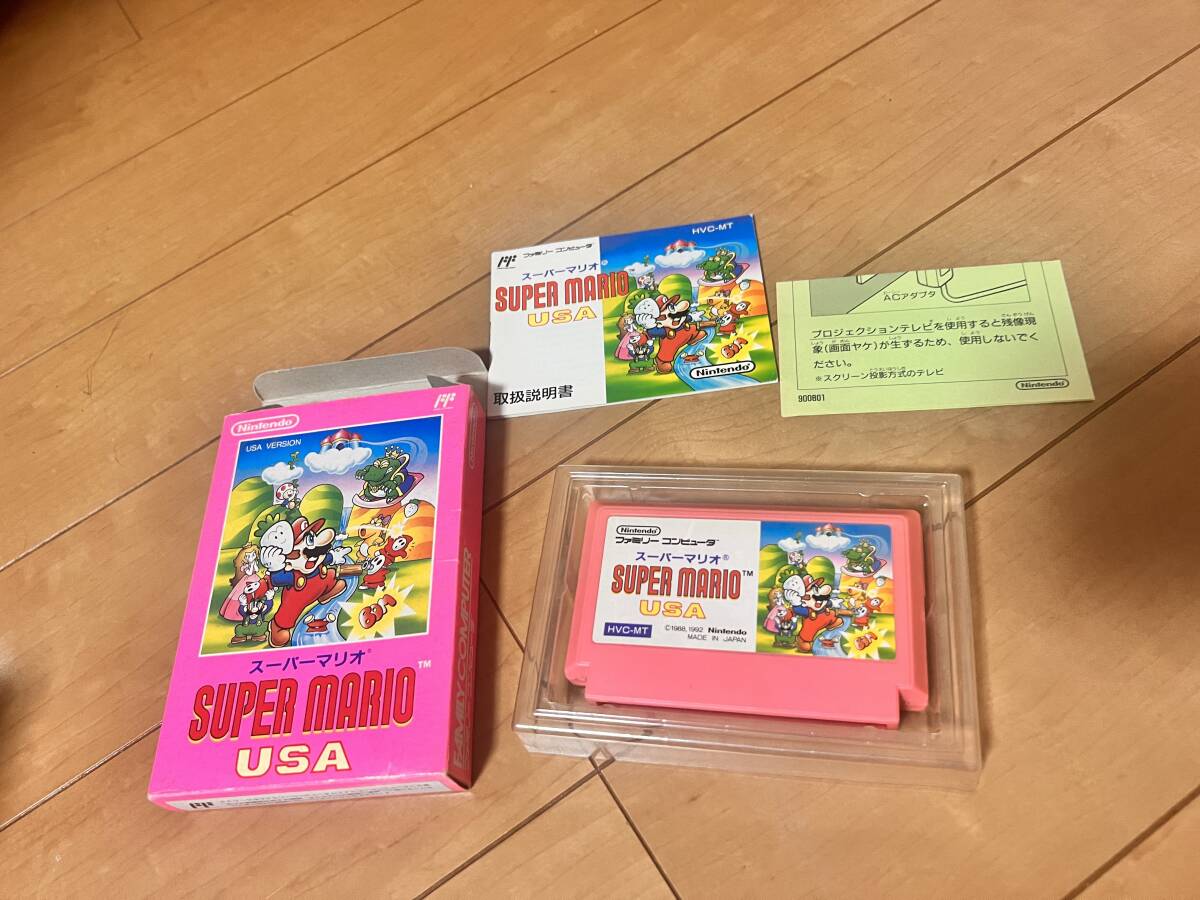 HVC-MT
ファミリー コンピュータ
スーパーマリオ®
SUPER MARIO
USA
取扱説明書
Nintendo
ACアダプタ
プロジェクションテレビを使用すると残像現
象(画面ヤケ)が生ずるため、使用しないでく
ださい。
※スクリーン投影方式のテレビ
900801
Nintendo
Nintendo
USA VERSION
スーパーマリオ®
SUPER MARIO™
USA
FAMILY COMPUTER
Nintendo
ファミリー コンピュータ™
スーパーマリオ®
SUPER MARIO™
USA
HVC-MT
©1988,1992 Nintendo
MADE IN JAPAN